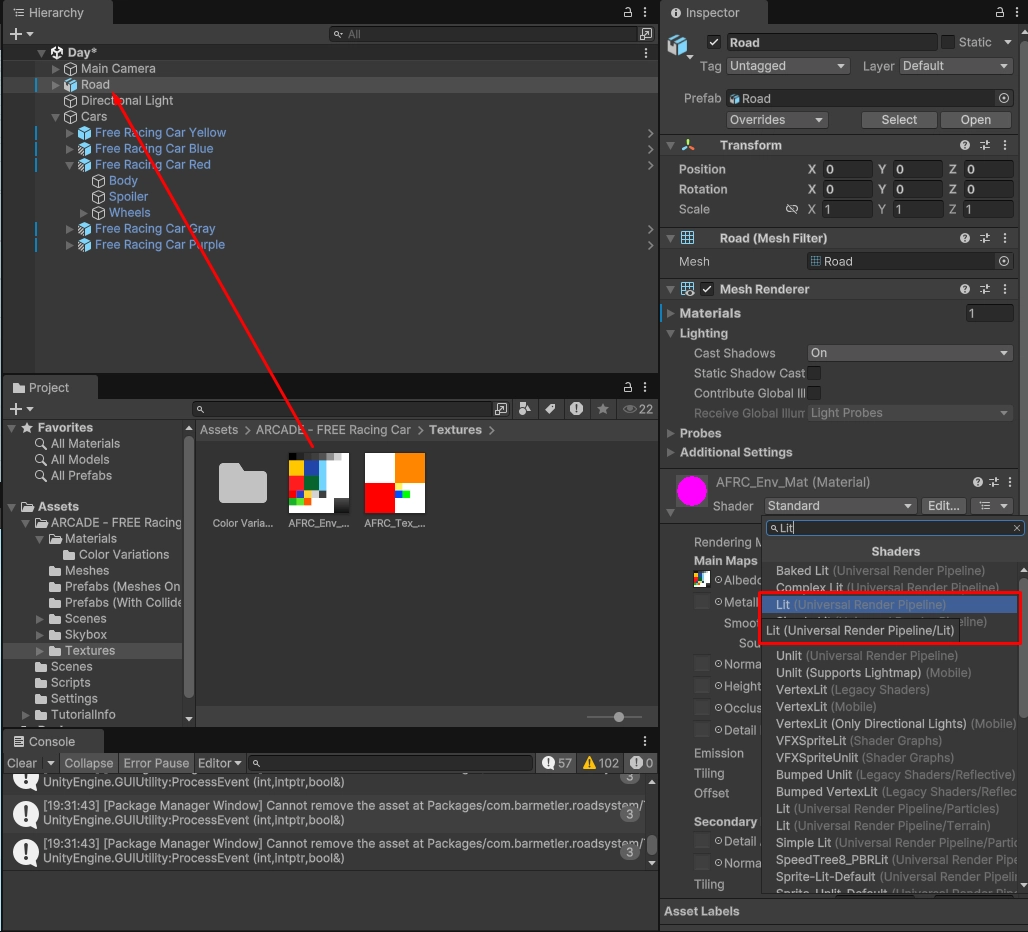 Hierarchy
All
Day*
Main Camera
Road
Directional Light
Cars
Free Racing Car Yellow
Free Racing Car Blue
Free Racing Car Red
Body
Spoiler
Wheels
Free Racing Car Gray
Free Racing Car Purple
Project
22
Favorites
All Materials
All Models
All Prefabs
Assets
ARCADE - FREE Racing
Materials
Color Variations
Meshes
Prefabs (Meshes On
Prefabs (With Collide
Scenes
Skybox
Textures
Scenes
Scripts
Settings
TutorialInfo
Assets > ARCADE - FREE Racing Car > Textures >
Color Varia...
AFRC_Env_...
AFRC_Tex_...
Console
Clear Collapse Error Pause Editor 57 102 0
UnityEngine.GUIUtility:ProcessEvent (int,intptr,bool&)
3
[19:31:43] [Package Manager Window] Cannot remove the asset at Packages/com.barmetler.roadsystem/
UnityEngine.GUIUtility:ProcessEvent (int,intptr,bool&)
3
[19:31:43] [Package Manager Window] Cannot remove the asset at Packages/com.barmetler.roadsystem/
UnityEngine.GUIUtility:ProcessEvent (int,intptr,bool&)
3
Inspector
Road Static
Tag Untagged Layer Default
Prefab Road
Overrides Select Open
Transform
Position X 0 Y 0 Z 0
Rotation X 0 Y 0 Z 0
Scale X 1 Y 1 Z 1
Road (Mesh Filter)
Mesh Road
Mesh Renderer
Materials 1
Lighting
Cast Shadows On
Static Shadow Cast
Contribute Global Ill
Receive Global Illum Light Probes
Probes
Additional Settings
AFRC_Env_Mat (Material)
Shader Standard Edit...
Rendering M
Main Maps
Albedo
Metall
Smoo
Sou
Norma
Height
Occlus
Detail
Emission
Tiling
Offset
Secondary
Detail
Norma
Tiling
Lit
Shaders
Baked Lit (Universal Render Pipeline)
Complex Lit (Universal Render Pipeline)
Lit (Universal Render Pipeline)
Lit (Universal Render Pipeline/Lit)
Unlit (Universal Render Pipeline)
Unlit (Supports Lightmap) (Mobile)
VertexLit (Legacy Shaders)
VertexLit (Mobile)
VertexLit (Only Directional Lights) (Mobile)
VFXSpriteLit (Shader Graphs)
VFXSpriteUnlit (Shader Graphs)
Bumped Unlit (Legacy Shaders/Reflective)
Bumped VertexLit (Legacy Shaders/Reflec
Lit (Universal Render Pipeline/Particles)
Lit (Universal Render Pipeline/Terrain)
Simple Lit (Universal Render Pipeline/Partic
SpeedTree8_PBRLit (Universal Render Pipe
Sprite-Lit-Default (Universal Render Pipelin
Sprite-Unlit-Default (Universal Render Pipel
Asset Labels